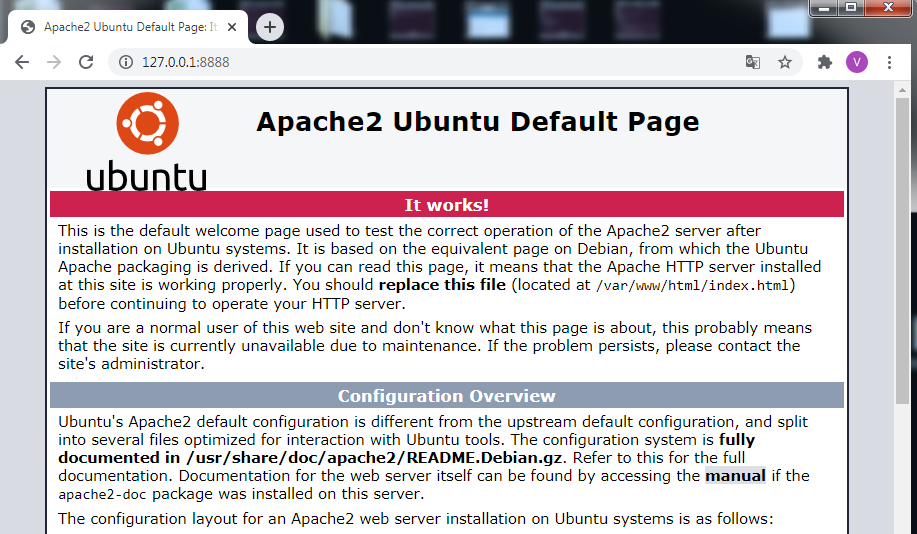 Apache2 Ubuntu Default Page: It
127.0.0.1:8888
V
Apache2 Ubuntu Default Page
ubuntu
It works!
This is the default welcome page used to test the correct operation of the Apache2 server after
installation on Ubuntu systems. It is based on the equivalent page on Debian, from which the Ubuntu
Apache packaging is derived. If you can read this page, it means that the Apache HTTP server installed
at this site is working properly. You should replace this file (located at /var/www/html/index.html)
before continuing to operate your HTTP server.
If you are a normal user of this web site and don't know what this page is about, this probably means
that the site is currently unavailable due to maintenance. If the problem persists, please contact the
site's administrator.
Configuration Overview
Ubuntu's Apache2 default configuration is different from the upstream default configuration, and split
into several files optimized for interaction with Ubuntu tools. The configuration system is fully
documented in /usr/share/doc/apache2/README.Debian.gz. Refer to this for the full
documentation. Documentation for the web server itself can be found by accessing the manual if the
apache2-doc package was installed on this server.
The configuration layout for an Apache2 web server installation on Ubuntu systems is as follows: